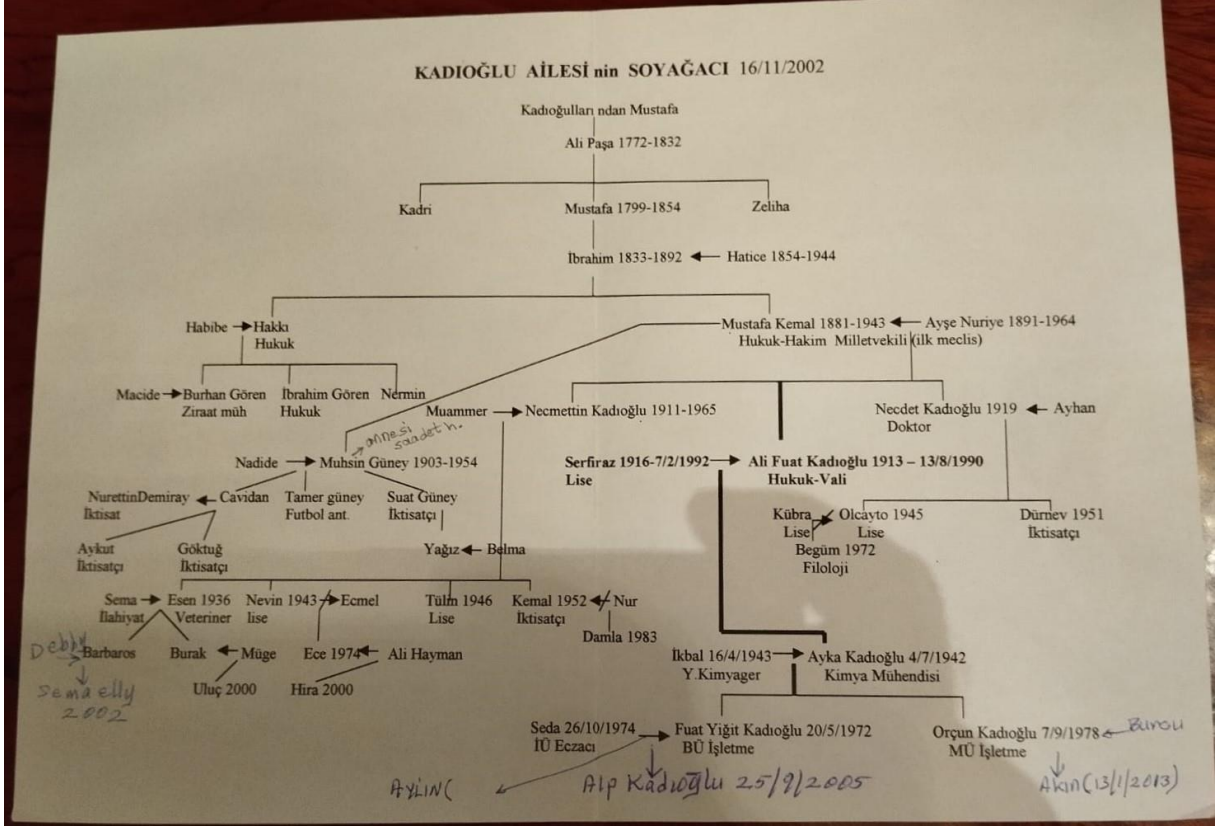 KADIOĞLU AİLESİ nin SOYAĞACI 16/11/2002
Kadıoğulları ndan Mustafa
Ali Paşa 1772-1832
Kadri Mustafa 1799-1854 Zeliha
İbrahim 1833-1892 Hatice 1854-1944
Habibe Hakkı Mustafa Kemal 1881-1943 Ayşe Nuriye 1891-1964
Hukuk Hukuk-Hakim Milletvekili (ilk meclis)
Macide Burhan Gören İbrahim Gören Nermin
Ziraat müh Hukuk
Muammer Necmettin Kadıoğlu 1911-1965 Necdet Kadıoğlu 1919 Ayhan
Doktor
annesi
saadet h.
Nadide Muhsin Güney 1903-1954 Serfiraz 1916-7/2/1992 Ali Fuat Kadıoğlu 1913 – 13/8/1990
Lise Hukuk-Vali
NurettinDemiray Cavidan Tamer güney Suat Güney
İktisat Futbol ant. İktisatçı
Kübra Olcayto 1945 Dürnev 1951
Lise Lise İktisatçı
Begüm 1972
Filoloji
Aykut Göktuğ Yağız Belma
İktisatçı İktisatçı
Sema Esen 1936 Nevin 1943 Ecmel Tülm 1946 Kemal 1952 Nur
İlahiyat Veteriner lise Lise İktisatçı
Damla 1983
Debby Barbaros Burak Müge Ece 1974 Ali Hayman
İkbal 16/4/1943 Ayka Kadıoğlu 4/7/1942
Y.Kimyager Kimya Mühendisi
Sema elly
2002
Uluç 2000 Hira 2000
Seda 26/10/1974 Fuat Yiğit Kadıoğlu 20/5/1972 Orçun Kadıoğlu 7/9/1978 Burcu
İÜ Eczacı BÜ İşletme MÜ İşletme
AYLİN( Alp Kadıoğlu 25/9/2005 Akın (13/1/2013)